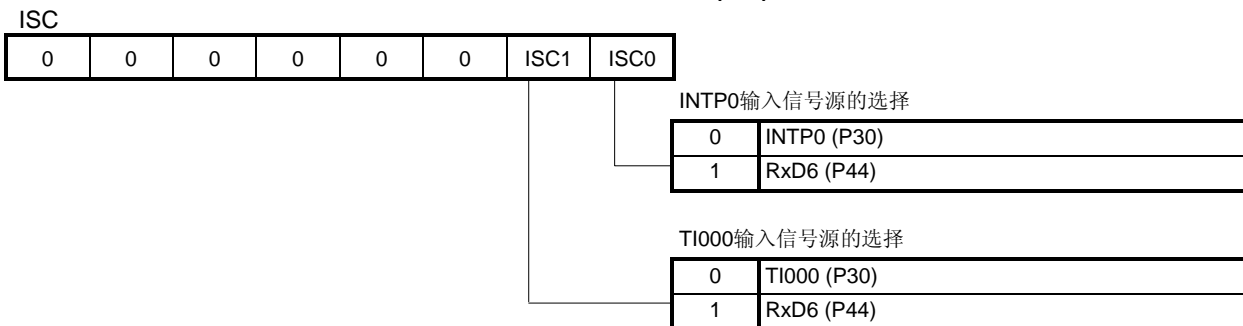 ISC
0 0 0 0 0 0 ISC1 ISC0
INTP0输入信号源的选择
0 INTP0 (P30)
1 RxD6 (P44)
TI000输入信号源的选择
0 TI000 (P30)
1 RxD6 (P44)